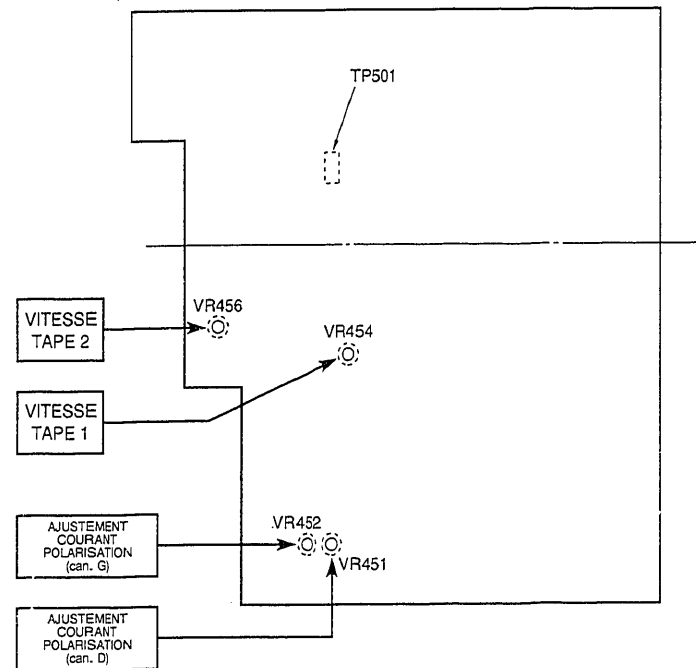 TP501
VITESSE
TAPE 2
VR456
VR454
VITESSE
TAPE 1
AJUSTEMENT
COURANT
POLARISATION
(can. G)
VR452
VR451
AJUSTEMENT
COURANT
POLARISATION
(can. D)